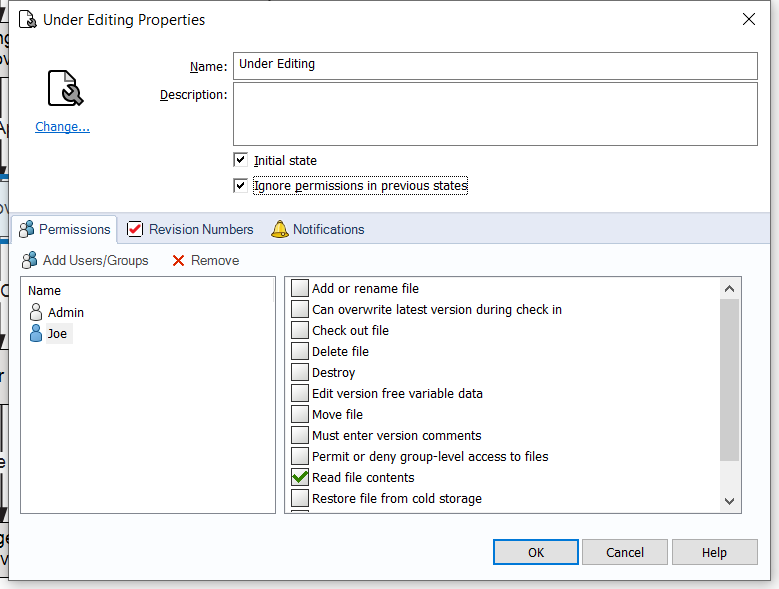 Under Editing Properties
Name:
Under Editing
Description:
Change...
Initial state
Ignore permissions in previous states
Permissions
Revision Numbers
Notifications
Add Users/Groups
Remove
Name
Admin
Joe
Add or rename file
Can overwrite latest version during check in
Check out file
Delete file
Destroy
Edit version free variable data
Move file
Must enter version comments
Permit or deny group-level access to files
Read file contents
Restore file from cold storage
OK
Cancel
Help